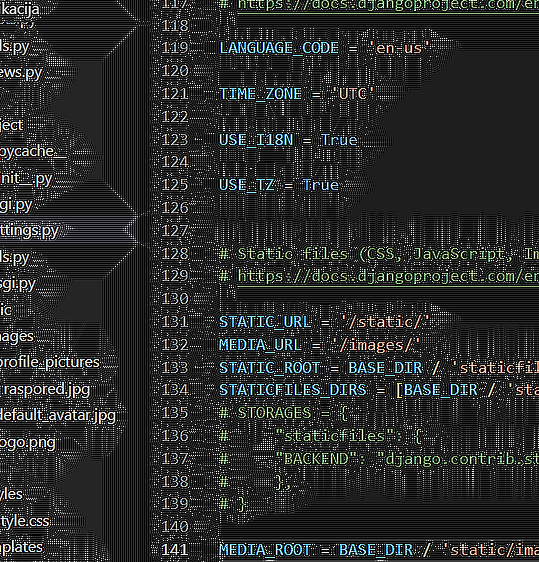 kacija
ls.py
ews.py
ject
pycache__
nit__.py
gi.py
ttings.py
ls.py
sgi.py
ic
nages
profile_pictures
raspored.jpg
default_avatar.jpg
ogo.png
yles
tyle.css
nplates
117 # https://docs.djangoproject.com/en
118
119 LANGUAGE_CODE = 'en-us'
120
121 TIME_ZONE = 'UTC'
122
123 USE_I18N = True
124
125 USE_TZ = True
126
127
128 # Static files (CSS, JavaScript, Im
129 # https://docs.djangoproject.com/en
130
131 STATIC_URL = '/static/'
132 MEDIA_URL = '/images/'
133 STATIC_ROOT = BASE_DIR / 'staticfil
134 STATICFILES_DIRS = [BASE_DIR / 'sta
135 # STORAGES = {
136 #     "staticfiles": {
137 #     "BACKEND": "django.contrib.st
138 #     },
139 # }
140
141 MEDIA_ROOT = BASE_DIR / 'static/ima